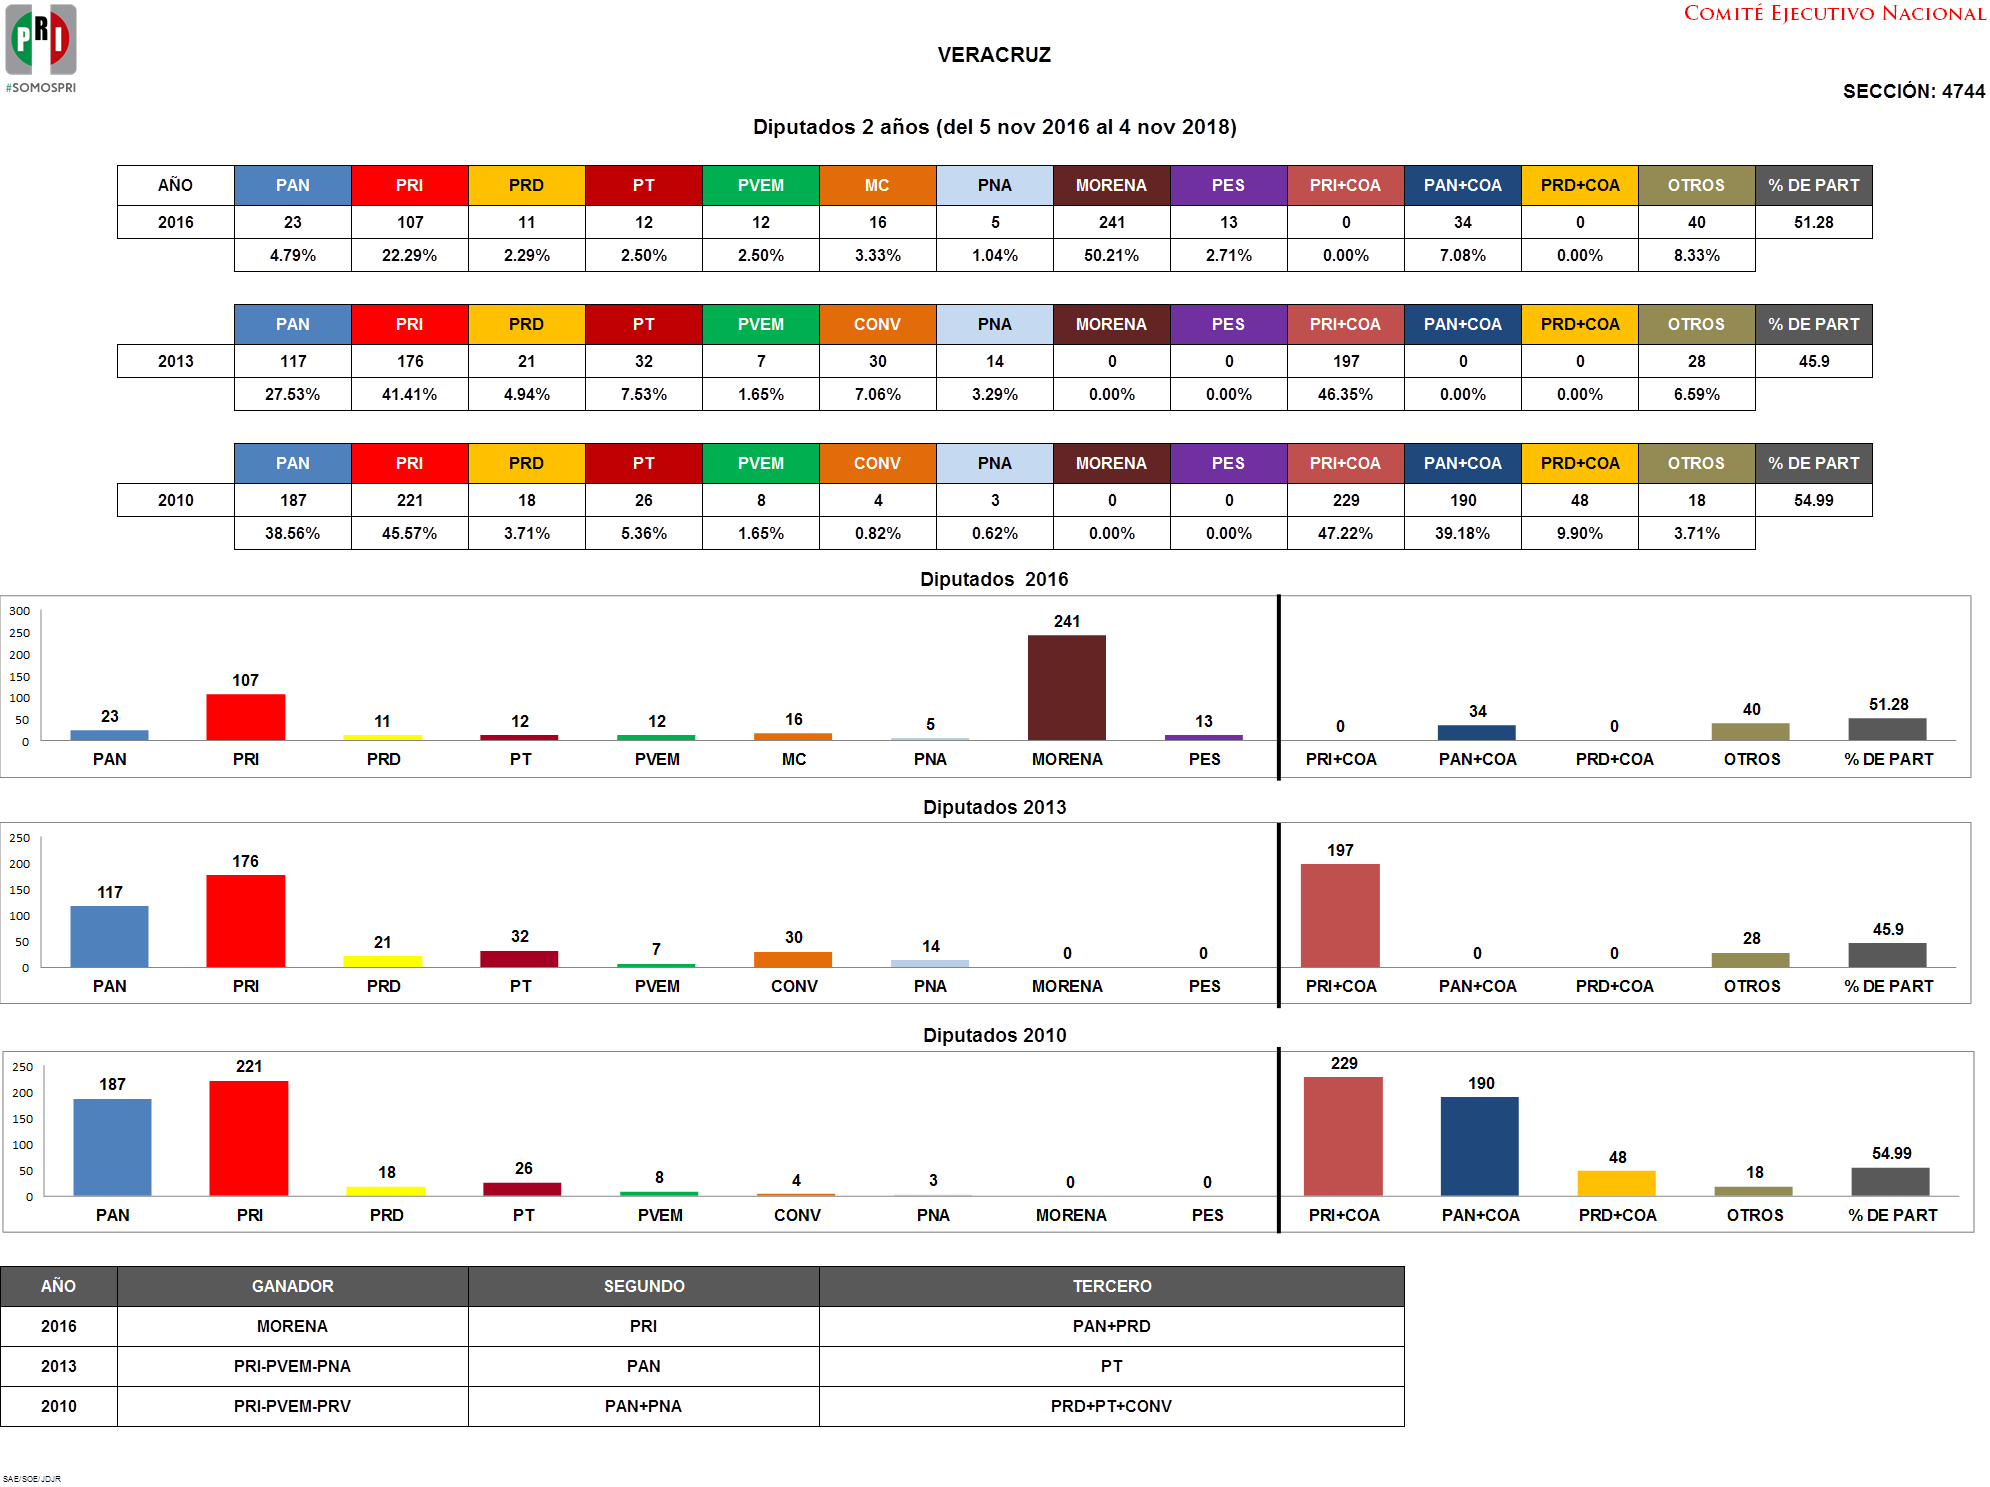 PRI
#SOMOSPRI
COMITÉ EJECUTIVO NACIONAL
VERACRUZ
SECCIÓN: 4744
Diputados 2 años (del 5 nov 2016 al 4 nov 2018)
AÑO PAN PRI PRD PT PVEM MC PNA MORENA PES PRI+COA PAN+COA PRD+COA OTROS % DE PART
2016 23 107 11 12 12 16 5 241 13 0 34 0 40 51.28
4.79% 22.29% 2.29% 2.50% 2.50% 3.33% 1.04% 50.21% 2.71% 0.00% 7.08% 0.00% 8.33%
PAN PRI PRD PT PVEM CONV PNA MORENA PES PRI+COA PAN+COA PRD+COA OTROS % DE PART
2013 117 176 21 32 7 30 14 0 0 197 0 0 28 45.9
27.53% 41.41% 4.94% 7.53% 1.65% 7.06% 3.29% 0.00% 0.00% 46.35% 0.00% 0.00% 6.59%
PAN PRI PRD PT PVEM CONV PNA MORENA PES PRI+COA PAN+COA PRD+COA OTROS % DE PART
2010 187 221 18 26 8 4 3 0 0 229 190 48 18 54.99
38.56% 45.57% 3.71% 5.36% 1.65% 0.82% 0.62% 0.00% 0.00% 47.22% 39.18% 9.90% 3.71%
Diputados 2016
300
250
200
150
100
50
0
23 107 11 12 12 16 5 241 13 0 34 0 40 51.28
PAN PRI PRD PT PVEM MC PNA MORENA PES PRI+COA PAN+COA PRD+COA OTROS % DE PART
Diputados 2013
250
200
150
100
50
0
117 176 21 32 7 30 14 0 0 197 0 0 28 45.9
PAN PRI PRD PT PVEM CONV PNA MORENA PES PRI+COA PAN+COA PRD+COA OTROS % DE PART
Diputados 2010
250
200
150
100
50
0
187 221 18 26 8 4 3 0 0 229 190 48 18 54.99
PAN PRI PRD PT PVEM CONV PNA MORENA PES PRI+COA PAN+COA PRD+COA OTROS % DE PART
AÑO GANADOR SEGUNDO TERCERO
2016 MORENA PRI PAN+PRD
2013 PRI-PVEM-PNA PAN PT
2010 PRI-PVEM-PRV PAN+PNA PRD+PT+CONV
SAE/SOE/JDJR